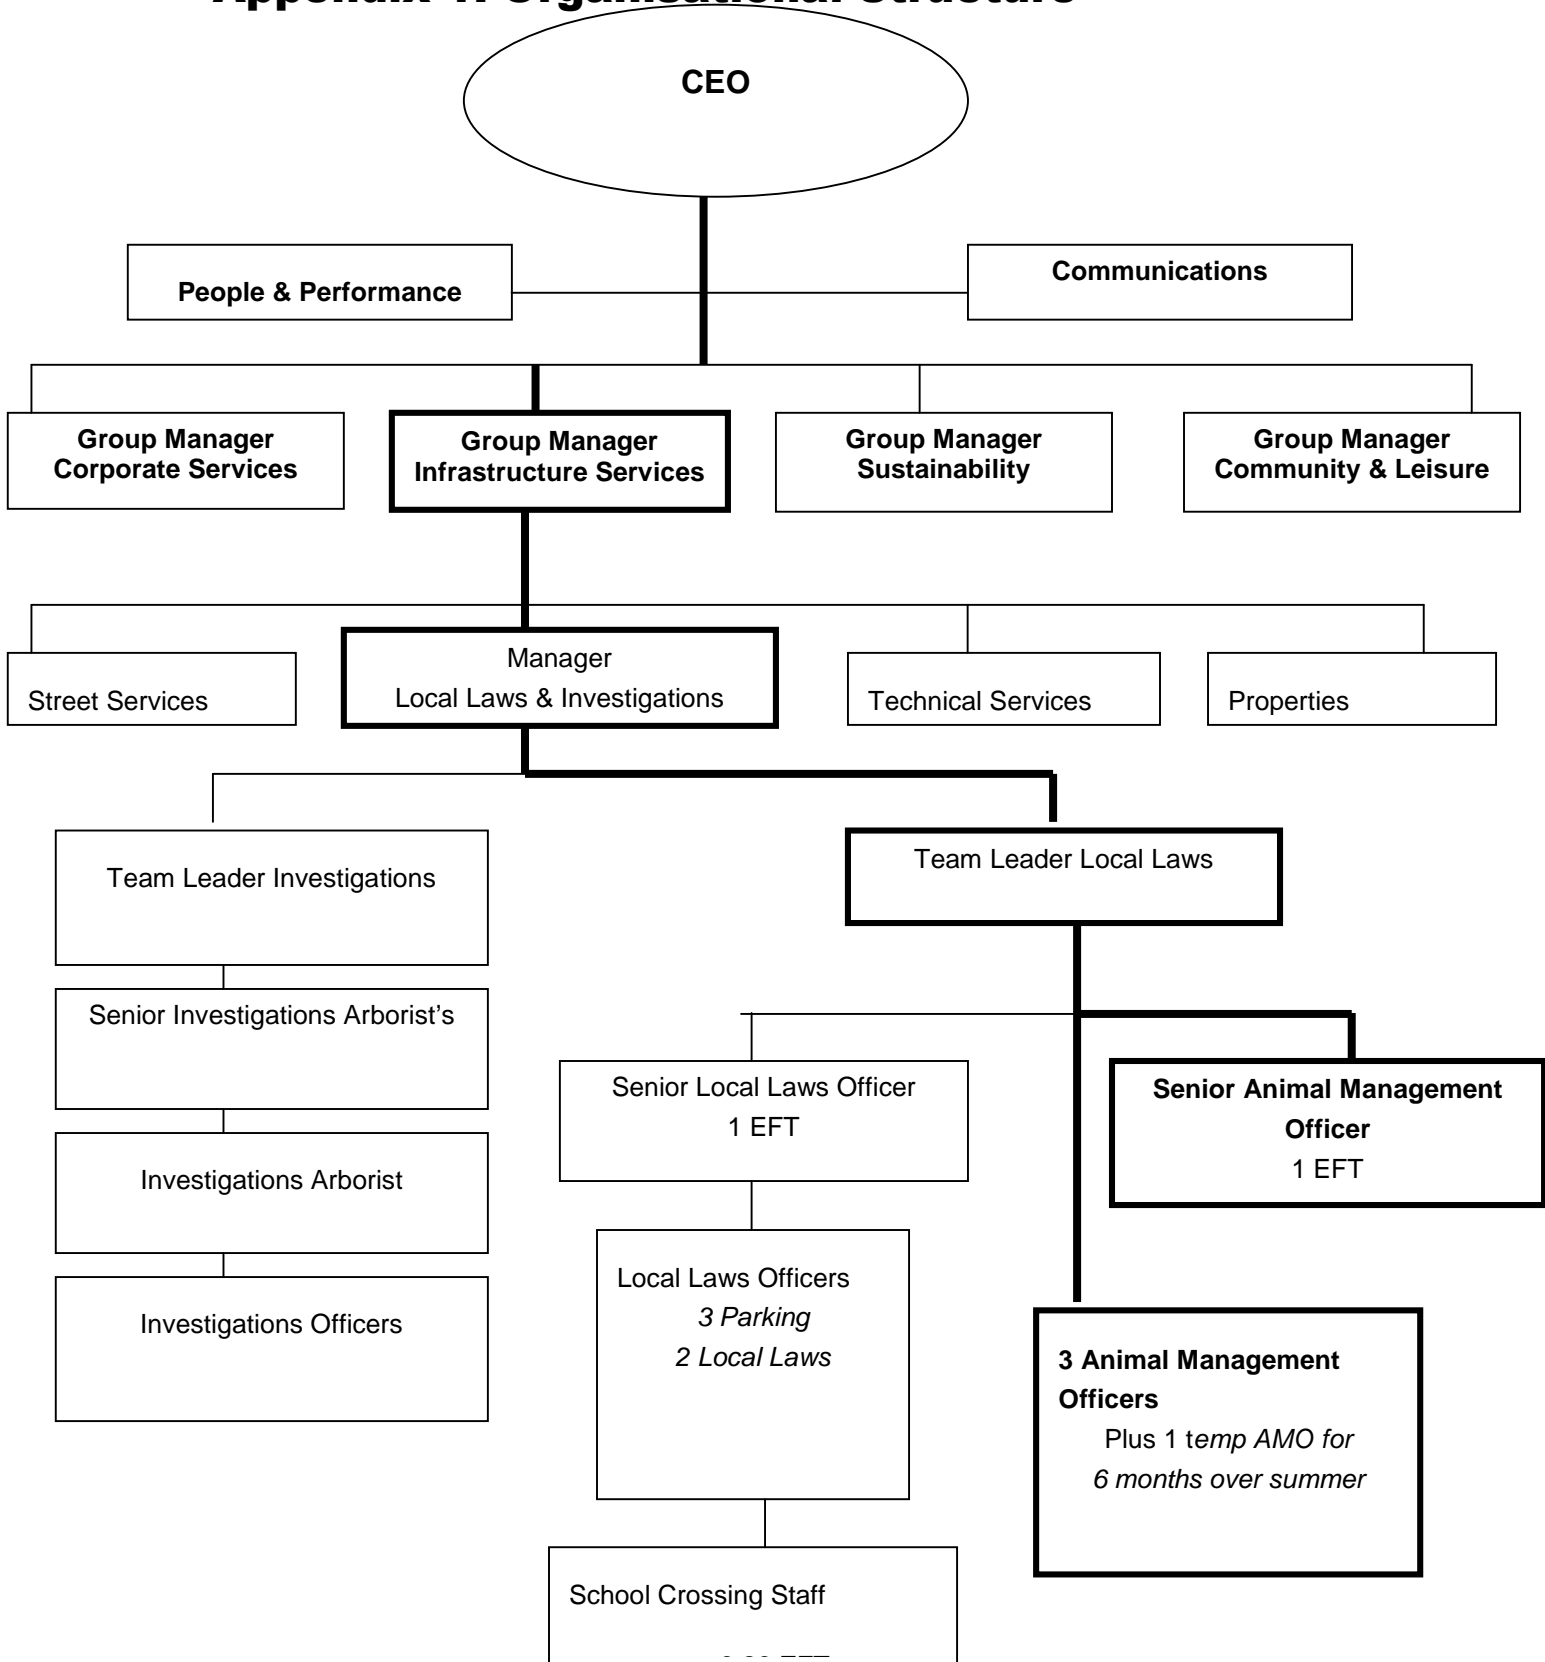 Organisational Structure
CEO
People & Performance
Communications
Group Manager
Corporate Services
Group Manager
Infrastructure Services
Group Manager
Sustainability
Group Manager
Community & Leisure
Street Services
Manager
Local Laws & Investigations
Technical Services
Properties
Team Leader Investigations
Team Leader Local Laws
Senior Investigations Arborist’s
Senior Local Laws Officer
1 EFT
Senior Animal Management
Officer
1 EFT
Investigations Arborist
Local Laws Officers
3 Parking
2 Local Laws
Investigations Officers
3 Animal Management
Officers
Plus 1 temp AMO for
6 months over summer
School Crossing Staff
EFT